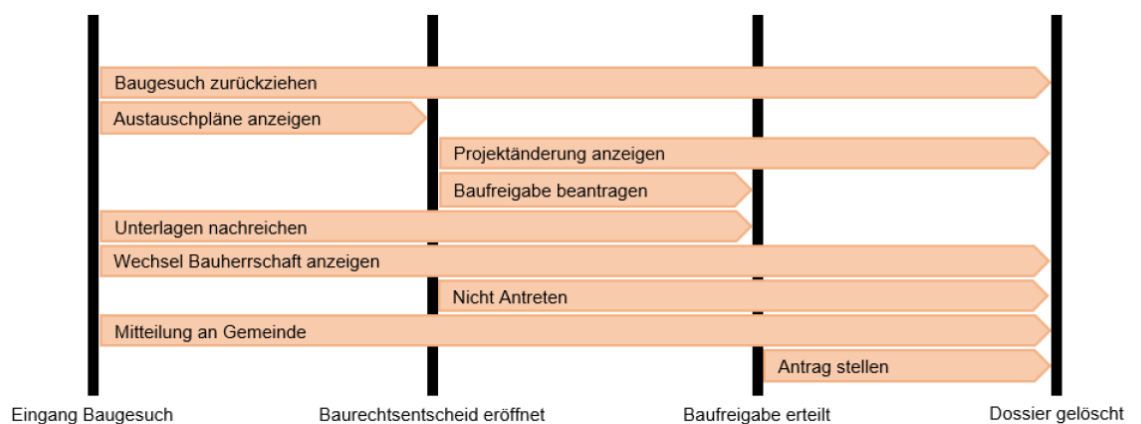 Baugesuch zurückziehen
Austauschpläne anzeigen
Projektänderung anzeigen
Baufreigabe beantragen
Unterlagen nachreichen
Wechsel Bauherrschaft anzeigen
Nicht Antreten
Mitteilung an Gemeinde
Antrag stellen
Eingang Baugesuch Baurechtsentscheid eröffnet Baufreigabe erteilt Dossier gelöscht